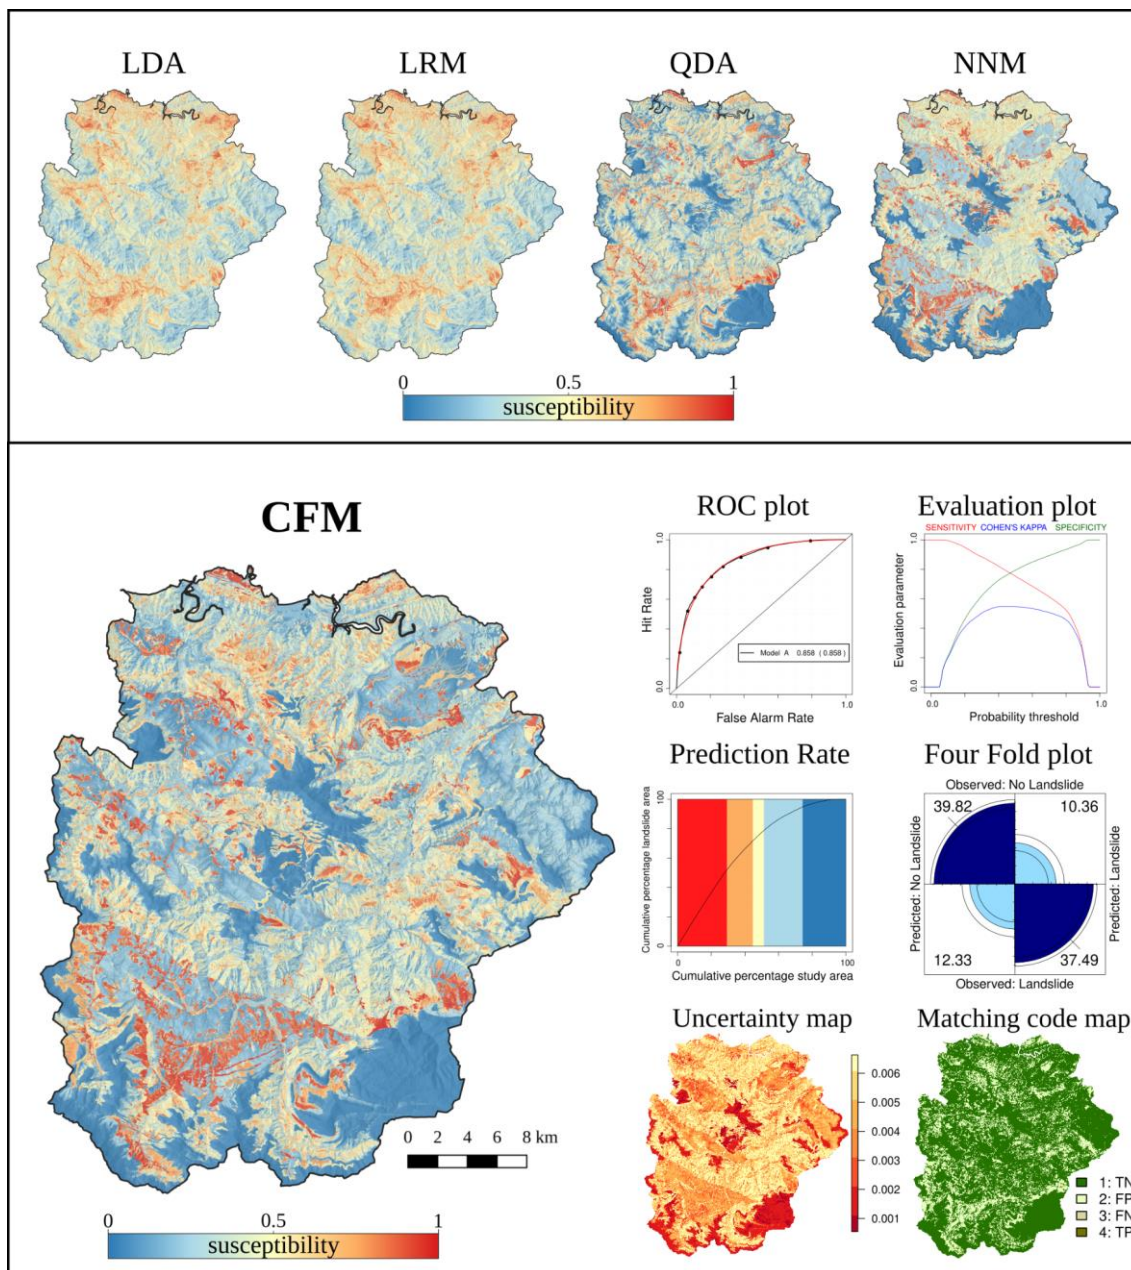 LDA
LRM
QDA
NNM
0
0.5
1
susceptibility
CFM
0 2 4 6 8 km
0
0.5
1
susceptibility
ROC plot
1.0
Hit Rate
0.0
Model A 0.858 ( 0.858 )
0.0
1.0
False Alarm Rate
Evaluation plot
SENSITIVITY COHEN'S KAPPA SPECIFICITY
1.0
Evaluation parameter
0.0
0.0
1.0
Probability threshold
Prediction Rate
100
Cumulative percentage landslide area
0
0
100
Cumulative percentage study area
Four Fold plot
Observed: No Landslide
39.82
10.36
Predicted: No Landslide
Predicted: Landslide
12.33
37.49
Observed: Landslide
Uncertainty map
0.006
0.005
0.004
0.003
0.002
0.001
Matching code map
1: TN
2: FP
3: FN
4: TP